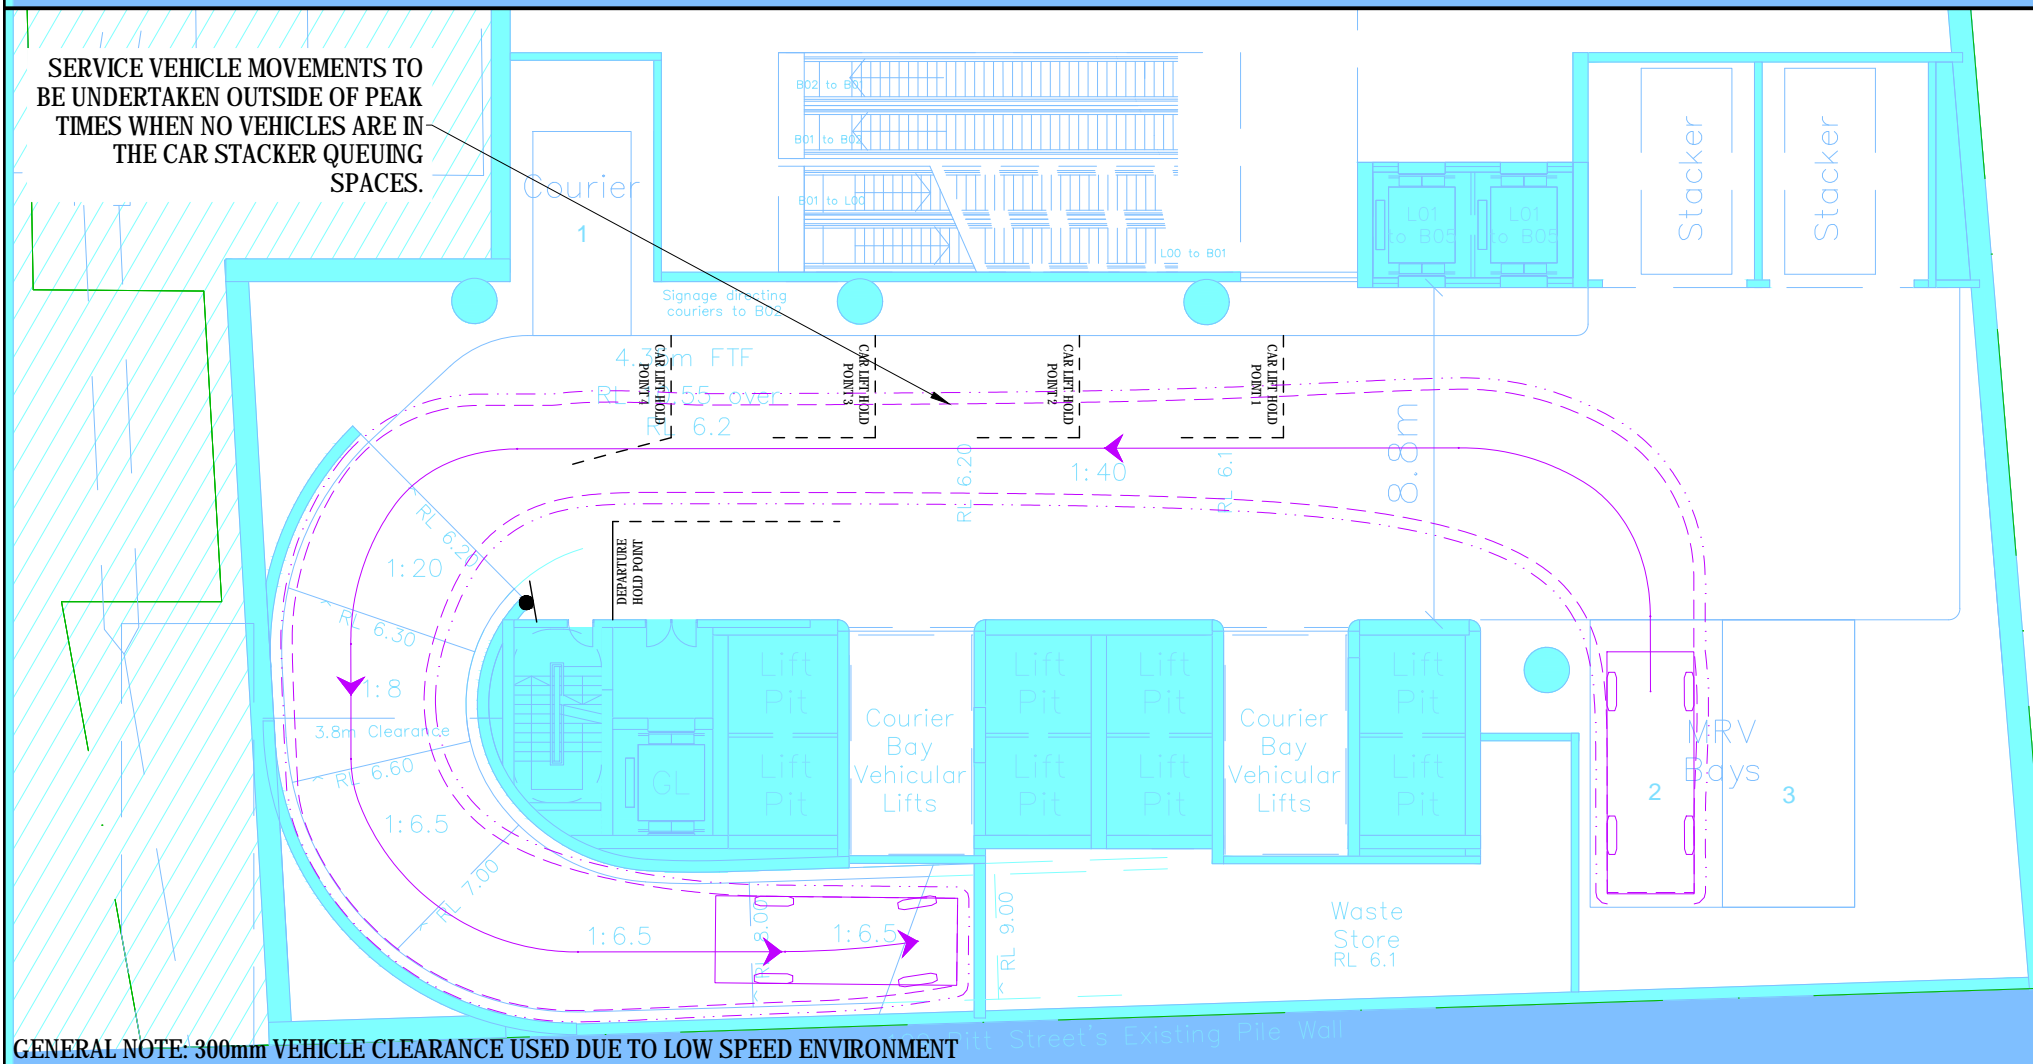 SERVICE VEHICLE MOVEMENTS TO
BE UNDERTAKEN OUTSIDE OF PEAK
TIMES WHEN NO VEHICLES ARE IN
THE CAR STACKER QUEUING
SPACES.
Courier
1
B02 to B01
B01 to B02
B01 to L00
L00 to B01
L01
to B05
L01
to B05
Stacker
Stacker
Signage directing
couriers to B02
4.35m FTF
RL 55 over
RL 6.2
CAR LIFT HOLD
POINT 4
CAR LIFT HOLD
POINT 3
CAR LIFT HOLD
POINT 2
CAR LIFT HOLD
POINT 1
RL 6.20
1:40
RL 6.1
8.8m
DEPARTURE
HOLD POINT
RL 6.20
1:20
RL 6.30
1:8
3.8m Clearance
RL 6.60
1:6.5
RL 7.00
1:6.5
RL 8.00
1:6.5
RL 9.00
GL
Lift
Pit
Lift
Pit
Courier
Bay
Vehicular
Lifts
Lift
Pit
Lift
Pit
Lift
Pit
Lift
Pit
Courier
Bay
Vehicular
Lifts
Lift
Pit
Lift
Pit
MRV
Bays
2
3
Waste
Store
RL 6.1
Pitt Street's Existing Pile Wall
GENERAL NOTE: 300mm VEHICLE CLEARANCE USED DUE TO LOW SPEED ENVIRONMENT